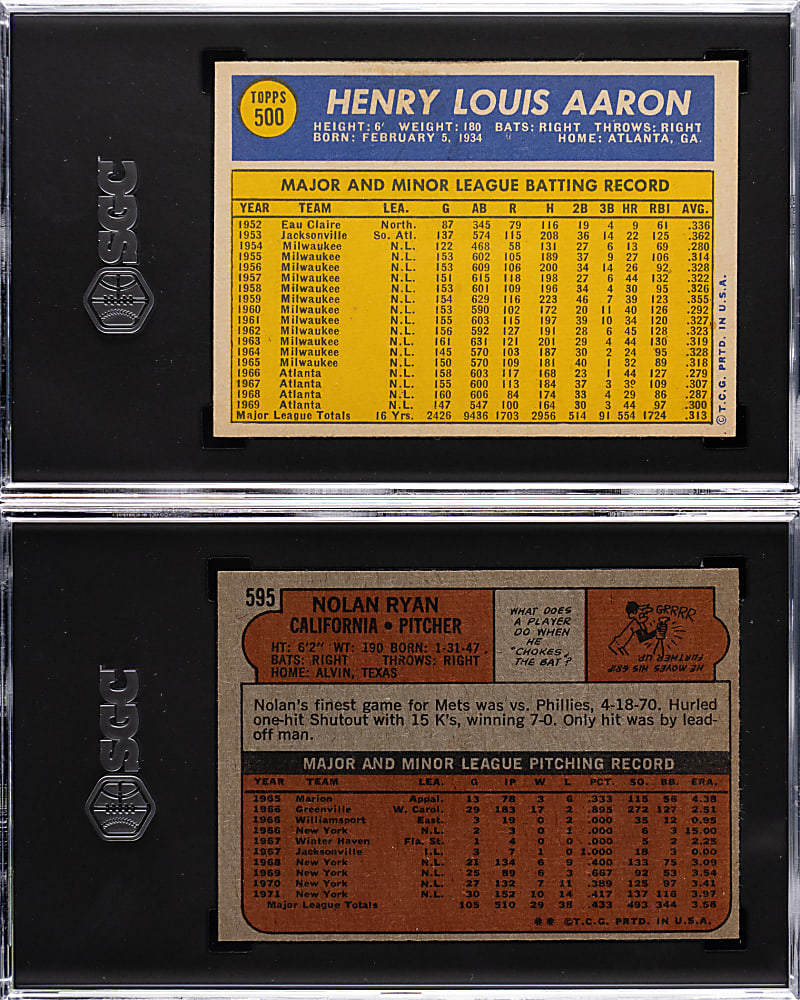 SGC
TOPPS
500
HENRY LOUIS AARON
HEIGHT: 6' WEIGHT: 180 BATS: RIGHT THROWS: RIGHT
BORN: FEBRUARY 5, 1934 HOME: ATLANTA, GA.
MAJOR AND MINOR LEAGUE BATTING RECORD
YEAR TEAM LEA. G AB R H 2B 3B HR RBI AVG.
1952 Eau Claire North. 87 345 79 116 19 4 9 61 .336
1953 Jacksonville So. Atl. 137 574 115 208 36 14 22 125 .362
1954 Milwaukee N.L. 122 468 58 131 27 6 13 69 .280
1955 Milwaukee N.L. 153 602 105 189 37 9 27 106 .314
1956 Milwaukee N.L. 153 609 106 200 34 14 26 92 .328
1957 Milwaukee N.L. 151 615 118 198 27 6 44 132 .322
1958 Milwaukee N.L. 153 601 109 196 34 4 30 95 .326
1959 Milwaukee N.L. 154 629 116 223 46 7 39 123 .355
1960 Milwaukee N.L. 153 590 102 172 20 11 40 126 .292
1961 Milwaukee N.L. 155 603 115 197 39 10 34 120 .327
1962 Milwaukee N.L. 156 592 127 191 28 6 45 128 .323
1963 Milwaukee N.L. 161 631 121 201 29 4 44 130 .319
1964 Milwaukee N.L. 145 570 103 187 30 2 24 95 .328
1965 Milwaukee N.L. 150 570 109 181 40 1 32 89 .318
1966 Atlanta N.L. 158 603 117 168 23 1 44 127 .279
1967 Atlanta N.L. 155 600 113 184 37 3 39 109 .307
1968 Atlanta N.L. 160 606 84 174 33 4 29 86 .287
1969 Atlanta N.L. 147 547 100 164 30 3 44 97 .300
Major League Totals 16 Yrs. 2426 9436 1703 2956 514 91 554 1724 .313
© T.C.G. PRTD. IN U.S.A.
SGC
595
NOLAN RYAN
CALIFORNIA • PITCHER
HT: 6'2" WT: 190 BORN: 1-31-47
BATS: RIGHT THROWS: RIGHT
HOME: ALVIN, TEXAS
WHAT DOES
A PLAYER
DO WHEN
HE
"CHOKES"
THE BAT?
GRRRR
HE MOVES HIS GRIP
FURTHER UP
Nolan's finest game for Mets was vs. Phillies, 4-18-70. Hurled
one-hit Shutout with 15 K's, winning 7-0. Only hit was by lead-
off man.
MAJOR AND MINOR LEAGUE PITCHING RECORD
YEAR TEAM LEA. G IP W L PCT. SO. BB. ERA.
1965 Marion Appal. 13 78 3 6 .333 115 56 4.38
1966 Greenville W. Carol. 29 183 17 2 .895 272 127 2.51
1966 Williamsport East. 3 19 0 2 .000 35 12 0.95
1966 New York N.L. 2 3 0 1 .000 6 3 15.00
1967 Winter Haven Fla. St. 1 4 0 0 .000 5 2 2.25
1967 Jacksonville I.L. 3 7 1 0 1.000 18 3 0.00
1968 New York N.L. 21 134 6 9 .400 133 75 3.09
1969 New York N.L. 25 89 6 3 .667 92 53 3.54
1970 New York N.L. 27 132 7 11 .389 125 97 3.41
1971 New York N.L. 30 152 10 14 .417 137 116 3.97
Major League Totals 105 510 29 38 .433 493 344 3.58
** ©T.C.G. PRTD. IN U.S.A.